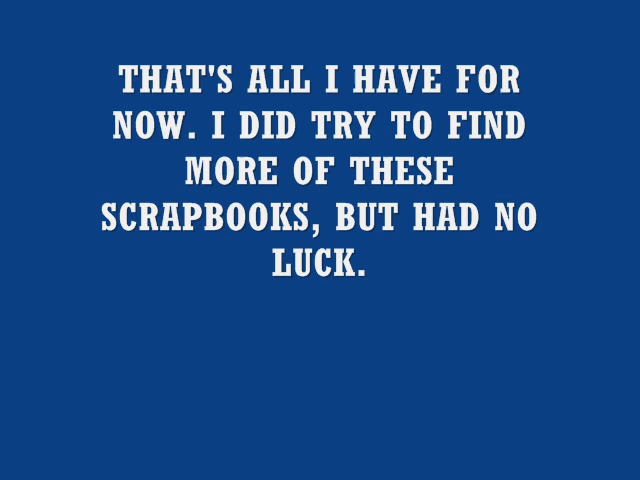 THAT'S ALL I HAVE FOR
NOW. I DID TRY TO FIND
MORE OF THESE
SCRAPBOOKS, BUT HAD NO
LUCK.